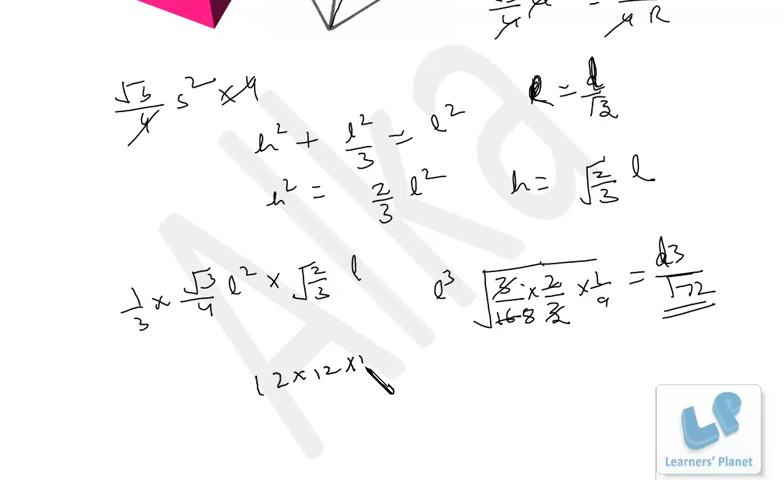 √3/4 s² × 4
R = l/√3
h² + l²/3 = l²
h² = 2/3 l²
h = √2/3 l
1/3 × √3/4 l² × √2/3 l
l³ √3/16 8 × 2/3 × 1/9 = l3/√72
12 × 12 ×
Alka
LP
Learners' Planet